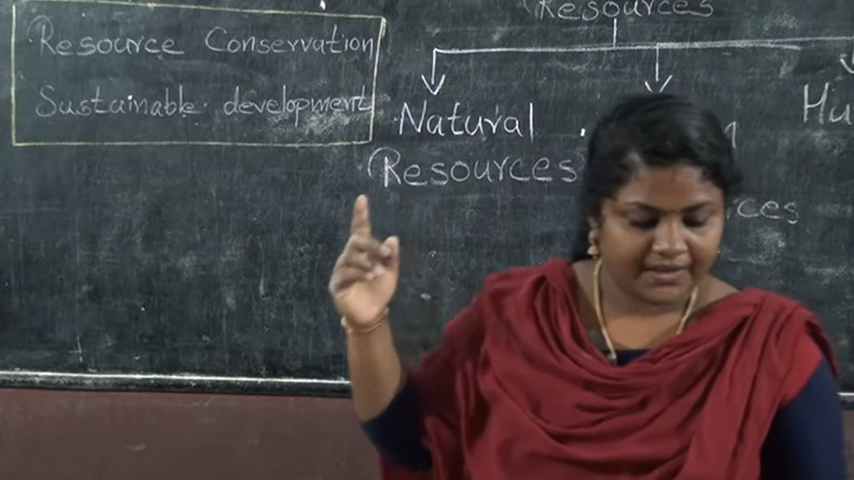 Resource Conservation
Sustainable development
Resources
Natural
Resources